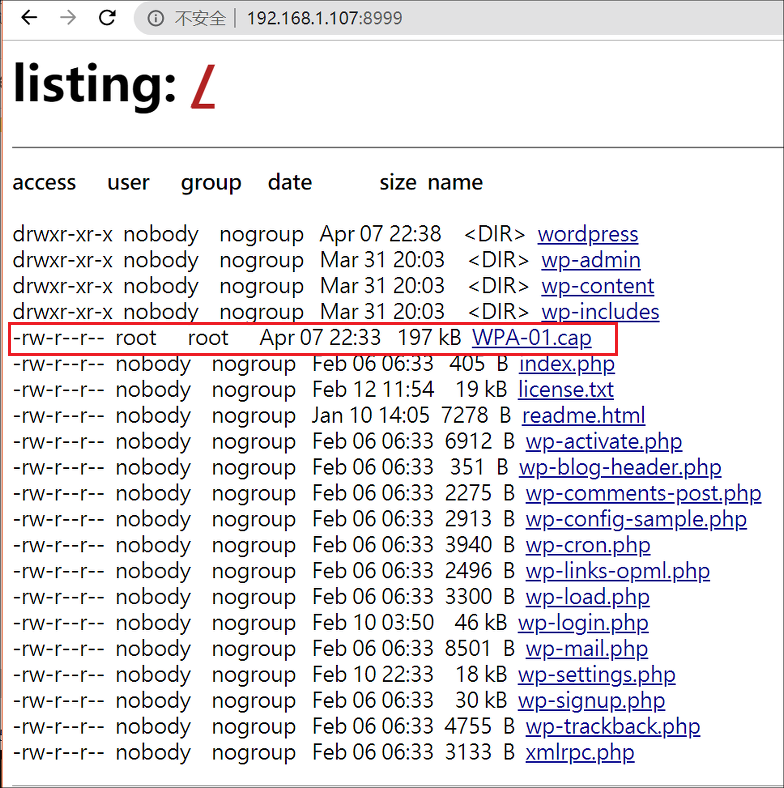 不安全 | 192.168.1.107:8999
listing: /
access user group date size name
drwxr-xr-x nobody nogroup Apr 07 22:38 <DIR> wordpress
drwxr-xr-x nobody nogroup Mar 31 20:03 <DIR> wp-admin
drwxr-xr-x nobody nogroup Mar 31 20:03 <DIR> wp-content
drwxr-xr-x nobody nogroup Mar 31 20:03 <DIR> wp-includes
-rw-r--r-- root root Apr 07 22:33 197 kB WPA-01.cap
-rw-r--r-- nobody nogroup Feb 06 06:33 405 B index.php
-rw-r--r-- nobody nogroup Feb 12 11:54 19 kB license.txt
-rw-r--r-- nobody nogroup Jan 10 14:05 7278 B readme.html
-rw-r--r-- nobody nogroup Feb 06 06:33 6912 B wp-activate.php
-rw-r--r-- nobody nogroup Feb 06 06:33 351 B wp-blog-header.php
-rw-r--r-- nobody nogroup Feb 06 06:33 2275 B wp-comments-post.php
-rw-r--r-- nobody nogroup Feb 06 06:33 2913 B wp-config-sample.php
-rw-r--r-- nobody nogroup Feb 06 06:33 3940 B wp-cron.php
-rw-r--r-- nobody nogroup Feb 06 06:33 2496 B wp-links-opml.php
-rw-r--r-- nobody nogroup Feb 06 06:33 3300 B wp-load.php
-rw-r--r-- nobody nogroup Feb 10 03:50 46 kB wp-login.php
-rw-r--r-- nobody nogroup Feb 06 06:33 8501 B wp-mail.php
-rw-r--r-- nobody nogroup Feb 10 22:33 18 kB wp-settings.php
-rw-r--r-- nobody nogroup Feb 06 06:33 30 kB wp-signup.php
-rw-r--r-- nobody nogroup Feb 06 06:33 4755 B wp-trackback.php
-rw-r--r-- nobody nogroup Feb 06 06:33 3133 B xmlrpc.php